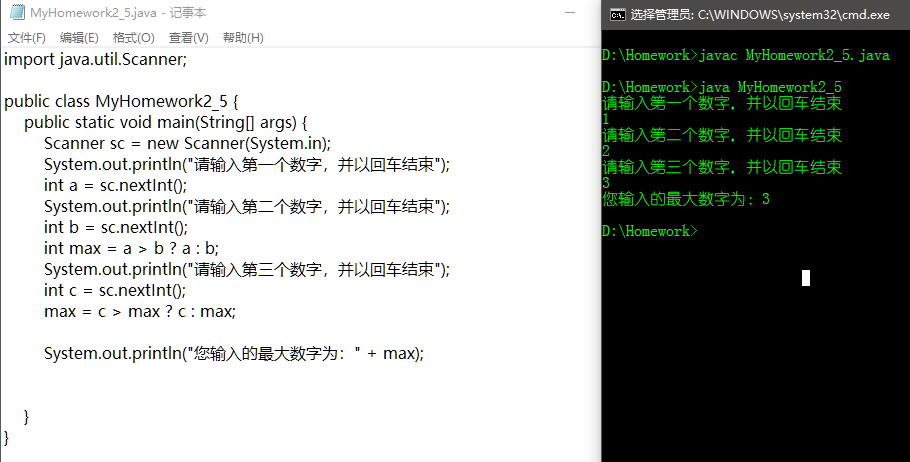 MyHomework2_5.java - 记事本
文件(F) 编辑(E) 格式(O) 查看(V) 帮助(H)
import java.util.Scanner;
public class MyHomework2_5 {
public static void main(String[] args) {
Scanner sc = new Scanner(System.in);
System.out.println("请输入第一个数字，并以回车结束");
int a = sc.nextInt();
System.out.println("请输入第二个数字，并以回车结束");
int b = sc.nextInt();
int max = a > b ? a : b;
System.out.println("请输入第三个数字，并以回车结束");
int c = sc.nextInt();
max = c > max ? c : max;
System.out.println("您输入的最大数字为：" + max);
}
}
选择管理员: C:\WINDOWS\system32\cmd.exe
D:\Homework>javac MyHomework2_5.java
D:\Homework>java MyHomework2_5
请输入第一个数字，并以回车结束
1
请输入第二个数字，并以回车结束
2
请输入第三个数字，并以回车结束
3
您输入的最大数字为：3
D:\Homework>